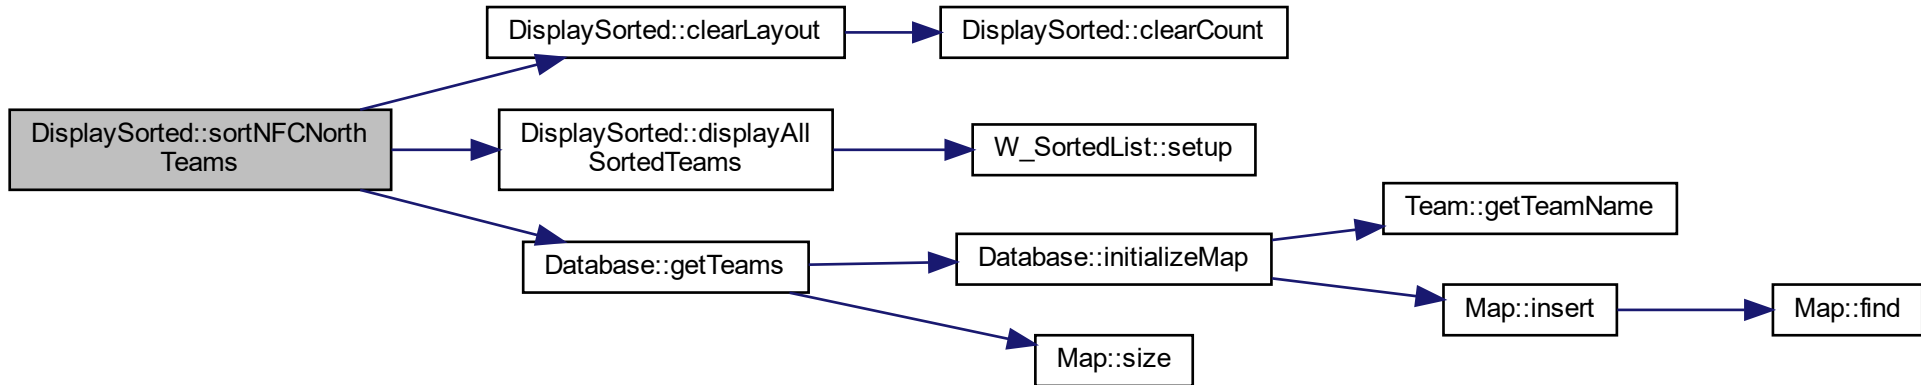 DisplaySorted::clearLayout
DisplaySorted::clearCount
DisplaySorted::sortNFCNorth
Teams
DisplaySorted::displayAll
SortedTeams
W_SortedList::setup
Database::getTeams
Database::initializeMap
Team::getTeamName
Map::insert
Map::find
Map::size